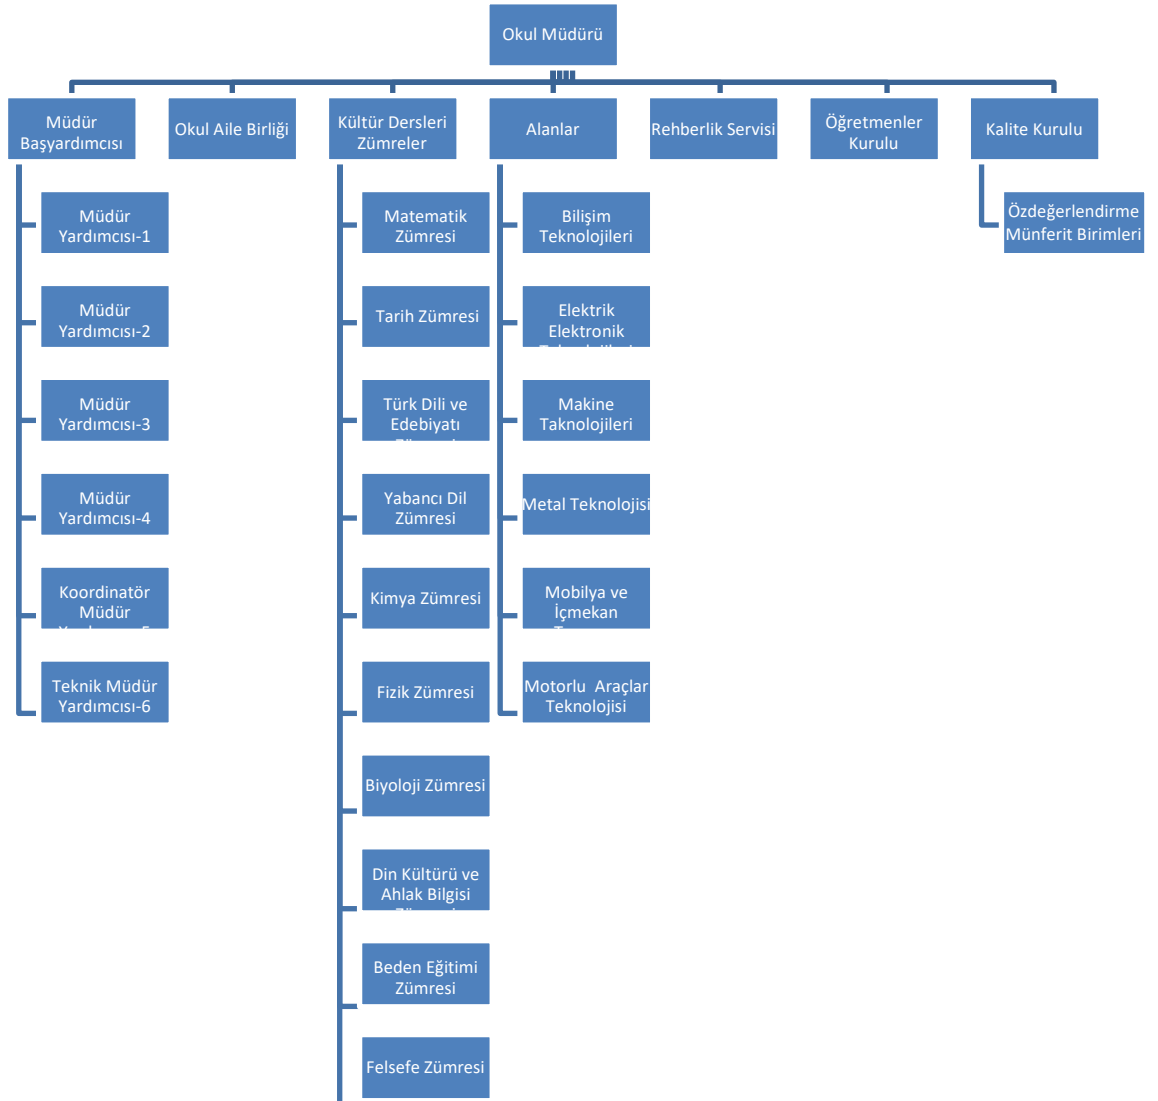 Okul Müdürü
Müdür
Başyardımcısı
Okul Aile Birliği
Kültür Dersleri
Zümreler
Alanlar
Rehberlik Servisi
Öğretmenler
Kurulu
Kalite Kurulu
Müdür
Yardımcısı-1
Müdür
Yardımcısı-2
Müdür
Yardımcısı-3
Müdür
Yardımcısı-4
Koordinatör
Müdür
Teknik Müdür
Yardımcısı-6
Matematik
Zümresi
Tarih Zümresi
Türk Dili ve
Edebiyatı
Yabancı Dil
Zümresi
Kimya Zümresi
Fizik Zümresi
Biyoloji Zümresi
Din Kültürü ve
Ahlak Bilgisi
Beden Eğitimi
Zümresi
Felsefe Zümresi
Bilişim
Teknolojileri
Elektrik
Elektronik
Makine
Taknolojileri
Metal Teknolojisi
Mobilya ve
İçmekan
Motorlu Araçlar
Teknolojisi
Özdeğerlendirme
Münferit Birimleri